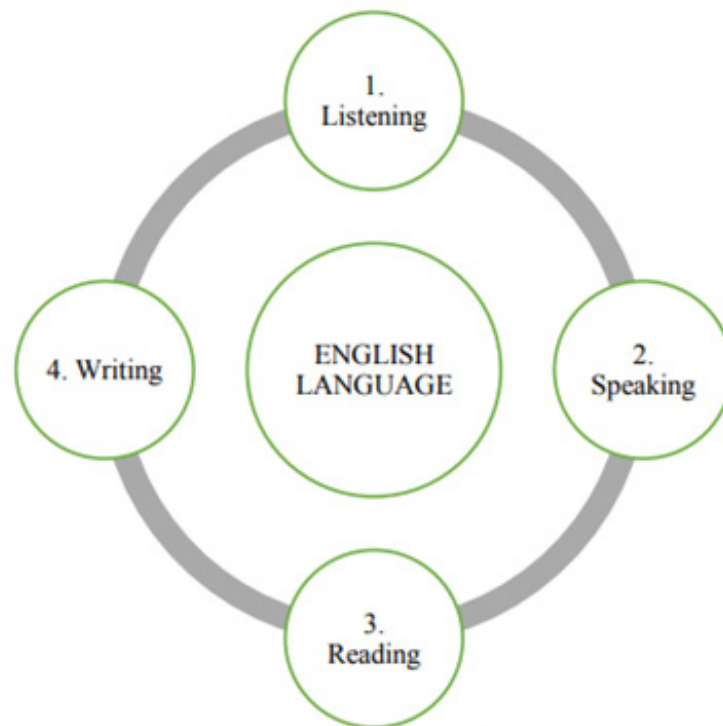 1.
Listening
ENGLISH
LANGUAGE
2.
Speaking
3.
Reading
4. Writing